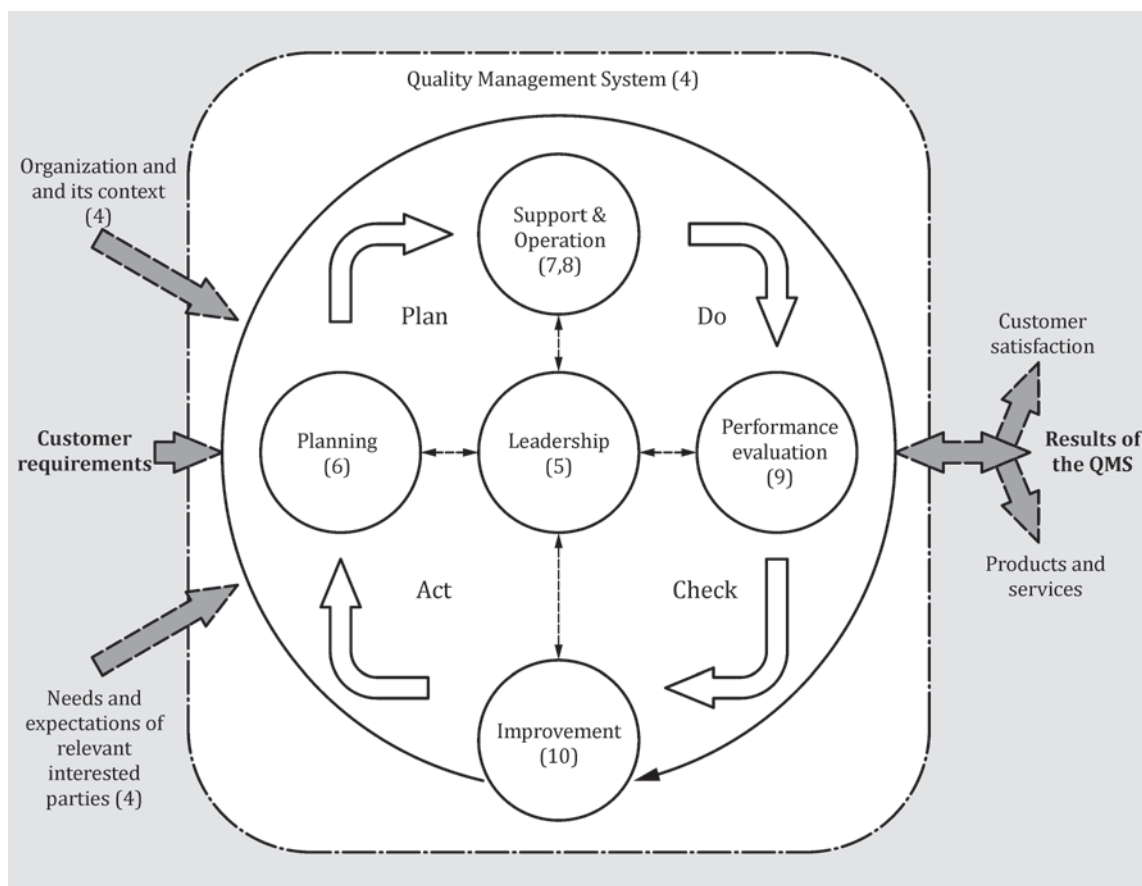 Quality Management System (4)
Organization and
and its context
(4)
Support &
Operation
(7,8)
Plan
Do
Customer
satisfaction
Customer
requirements
Planning
(6)
Leadership
(5)
Performance
evaluation
(9)
Results of
the QMS
Act
Check
Products and
services
Needs and
expectations of
relevant
interested
parties (4)
Improvement
(10)